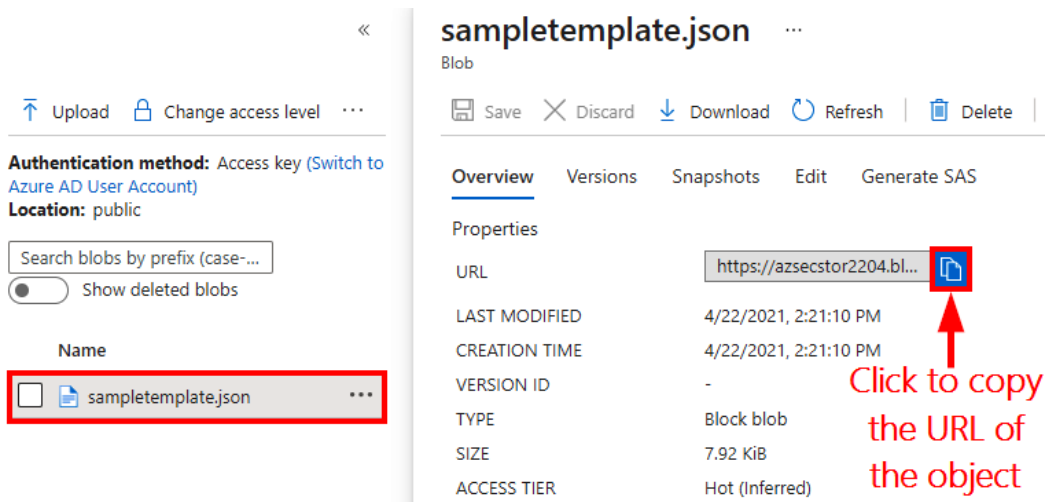 «
Upload Change access level ...
Authentication method: Access key (Switch to
Azure AD User Account)
Location: public
Search blobs by prefix (case-...
Show deleted blobs
Name
sampletemplate.json ...
sampletemplate.json ...
Blob
Save Discard Download Refresh Delete
Overview Versions Snapshots Edit Generate SAS
Properties
URL https://azsecstor2204.bl...
LAST MODIFIED 4/22/2021, 2:21:10 PM
CREATION TIME 4/22/2021, 2:21:10 PM
VERSION ID -
TYPE Block blob
SIZE 7.92 KiB
ACCESS TIER Hot (Inferred)
Click to copy
the URL of
the object